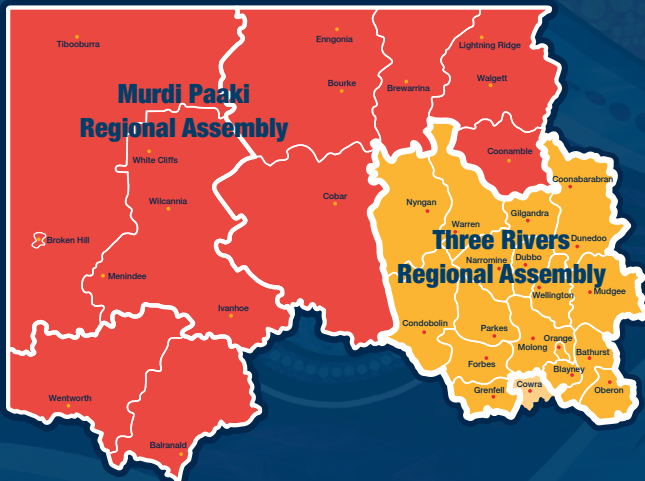 Tibooburra
Enngonia
Lightning Ridge
Bourke
Brewarrina
Walgett
Murdi Paaki
Regional Assembly
White Cliffs
Coonamble
Coonabarabran
Wilcannia
Cobar
Nyngan
Gilgandra
Warren
Broken Hill
Three Rivers
Dunedoo
Narromine
Dubbo
Regional Assembly
Menindee
Wellington
Mudgee
Ivanhoe
Condobolin
Parkes
Orange
Molong
Bathurst
Forbes
Blayney
Grenfell
Cowra
Oberon
Wentworth
Balranald